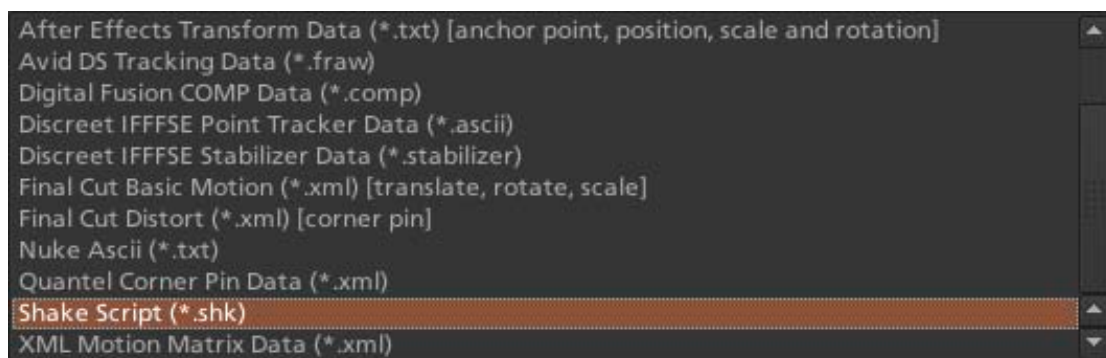 After Effects Transform Data (*.txt) [anchor point, position, scale and rotation]
Avid DS Tracking Data (*.fraw)
Digital Fusion COMP Data (*.comp)
Discreet IFFFSE Point Tracker Data (*.ascii)
Discreet IFFFSE Stabilizer Data (*.stabilizer)
Final Cut Basic Motion (*.xml) [translate, rotate, scale]
Final Cut Distort (*.xml) [corner pin]
Nuke Ascii (*.txt)
Quantel Corner Pin Data (*.xml)
Shake Script (*.shk)
XML Motion Matrix Data (*.xml)